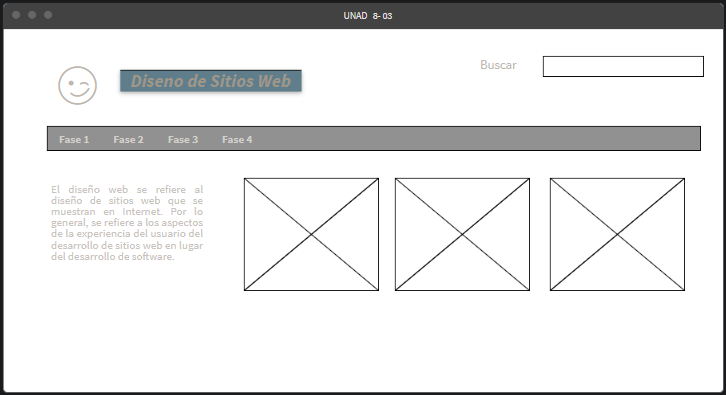 UNAD 8- 03
Diseno de Sitios Web
Buscar
Fase 1 Fase 2 Fase 3 Fase 4
El diseño web se refiere al
diseño de sitios web que se
muestran en Internet. Por lo
general, se refiere a los aspectos
de la experiencia del usuario del
desarrollo de sitios web en lugar
del desarrollo de software.